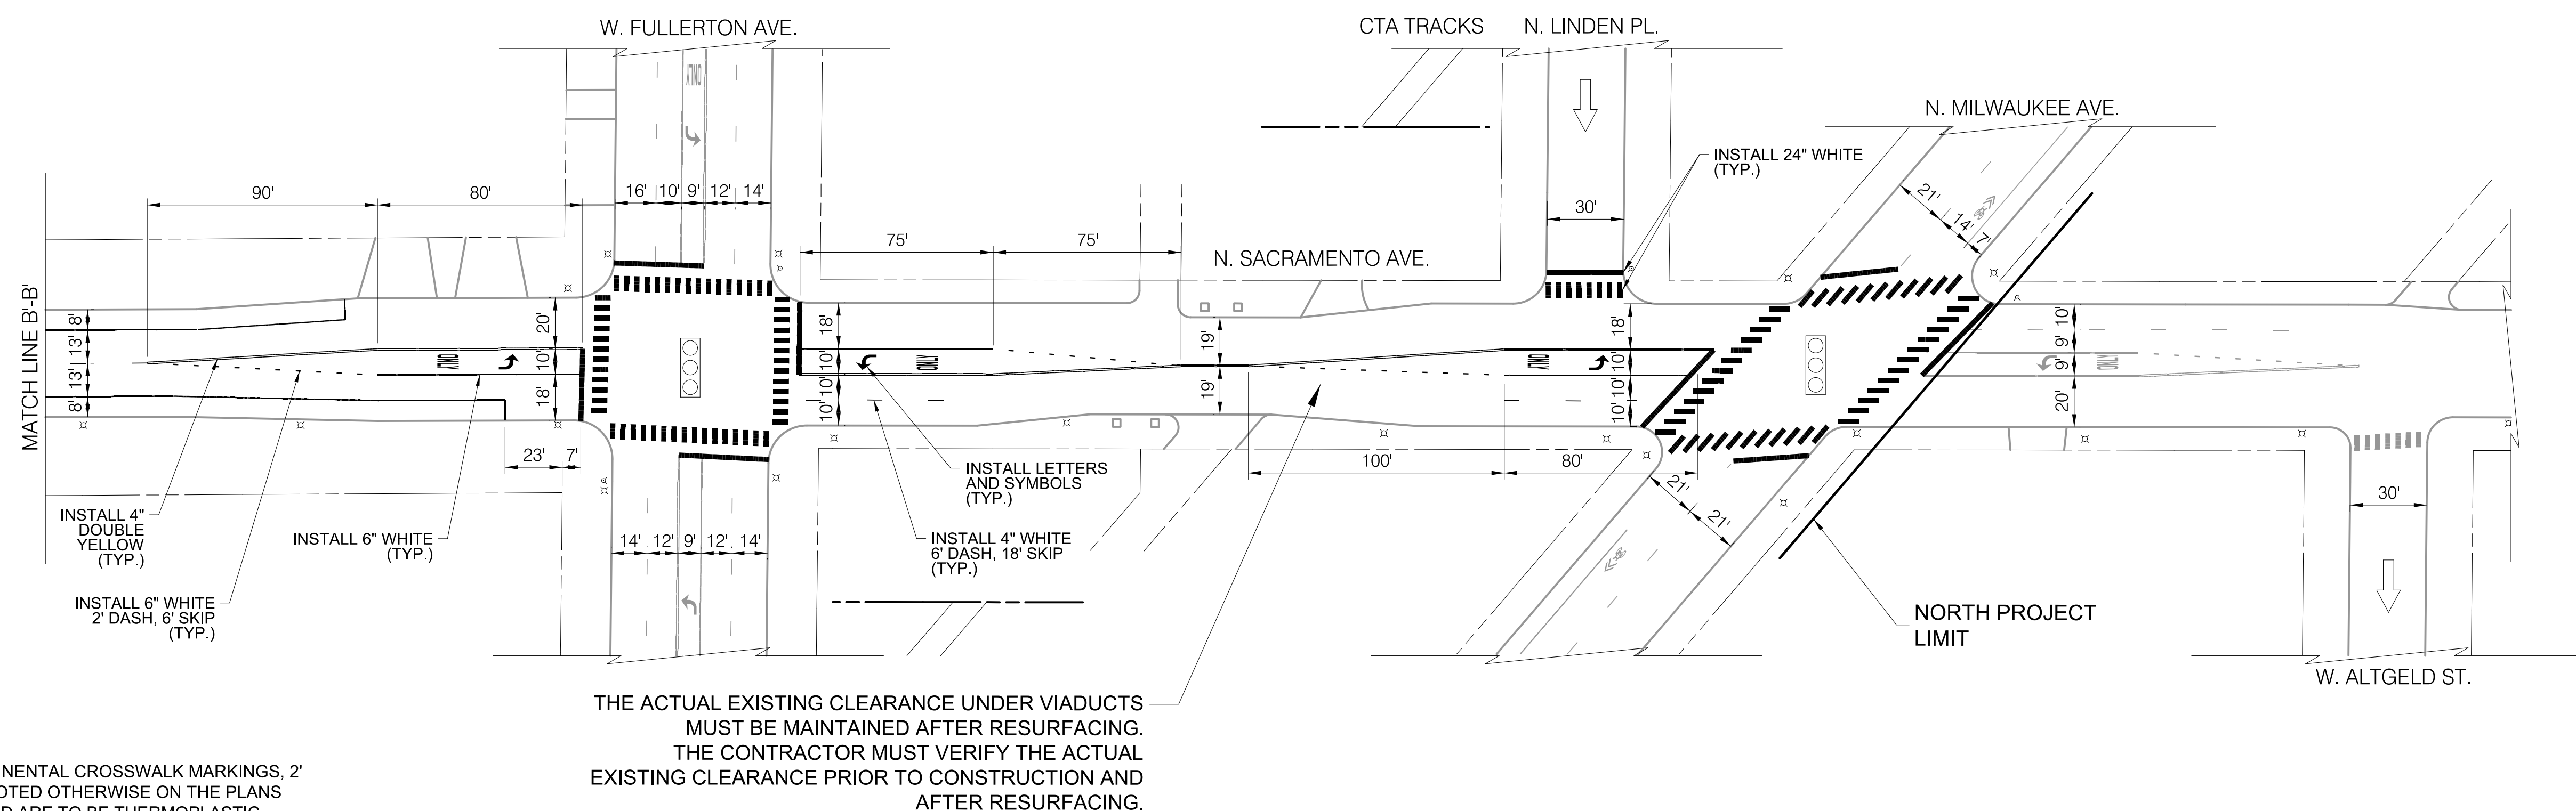 W. FULLERTON AVE.
CTA TRACKS
N. LINDEN PL.
N. MILWAUKEE AVE.
INSTALL 24" WHITE
(TYP.)
ONLY
90'
80'
16'
10'
9'
12'
14'
30'
21'
14'
7'
75'
75'
N. SACRAMENTO AVE.
MATCH LINE B'-B'
8'
13'
13'
8'
20'
10'
18'
ONLY
18'
10'
10'
10'
ONLY
19'
19'
18'
10'
10'
10'
ONLY
10'
9'
9'
20'
ONLY
23'
7'
100'
80'
21'
21'
30'
INSTALL 4"
DOUBLE
YELLOW
(TYP.)
INSTALL 6" WHITE
(TYP.)
INSTALL 6" WHITE
2' DASH, 6' SKIP
(TYP.)
14'
12'
9'
12'
14'
INSTALL LETTERS
AND SYMBOLS
(TYP.)
INSTALL 4" WHITE
6' DASH, 18' SKIP
(TYP.)
NORTH PROJECT
LIMIT
W. ALTGELD ST.
THE ACTUAL EXISTING CLEARANCE UNDER VIADUCTS
MUST BE MAINTAINED AFTER RESURFACING.
THE CONTRACTOR MUST VERIFY THE ACTUAL
EXISTING CLEARANCE PRIOR TO CONSTRUCTION AND
AFTER RESURFACING.
NENTAL CROSSWALK MARKINGS, 2'
OTED OTHERWISE ON THE PLANS
D ARE TO BE THERMOPLASTIC